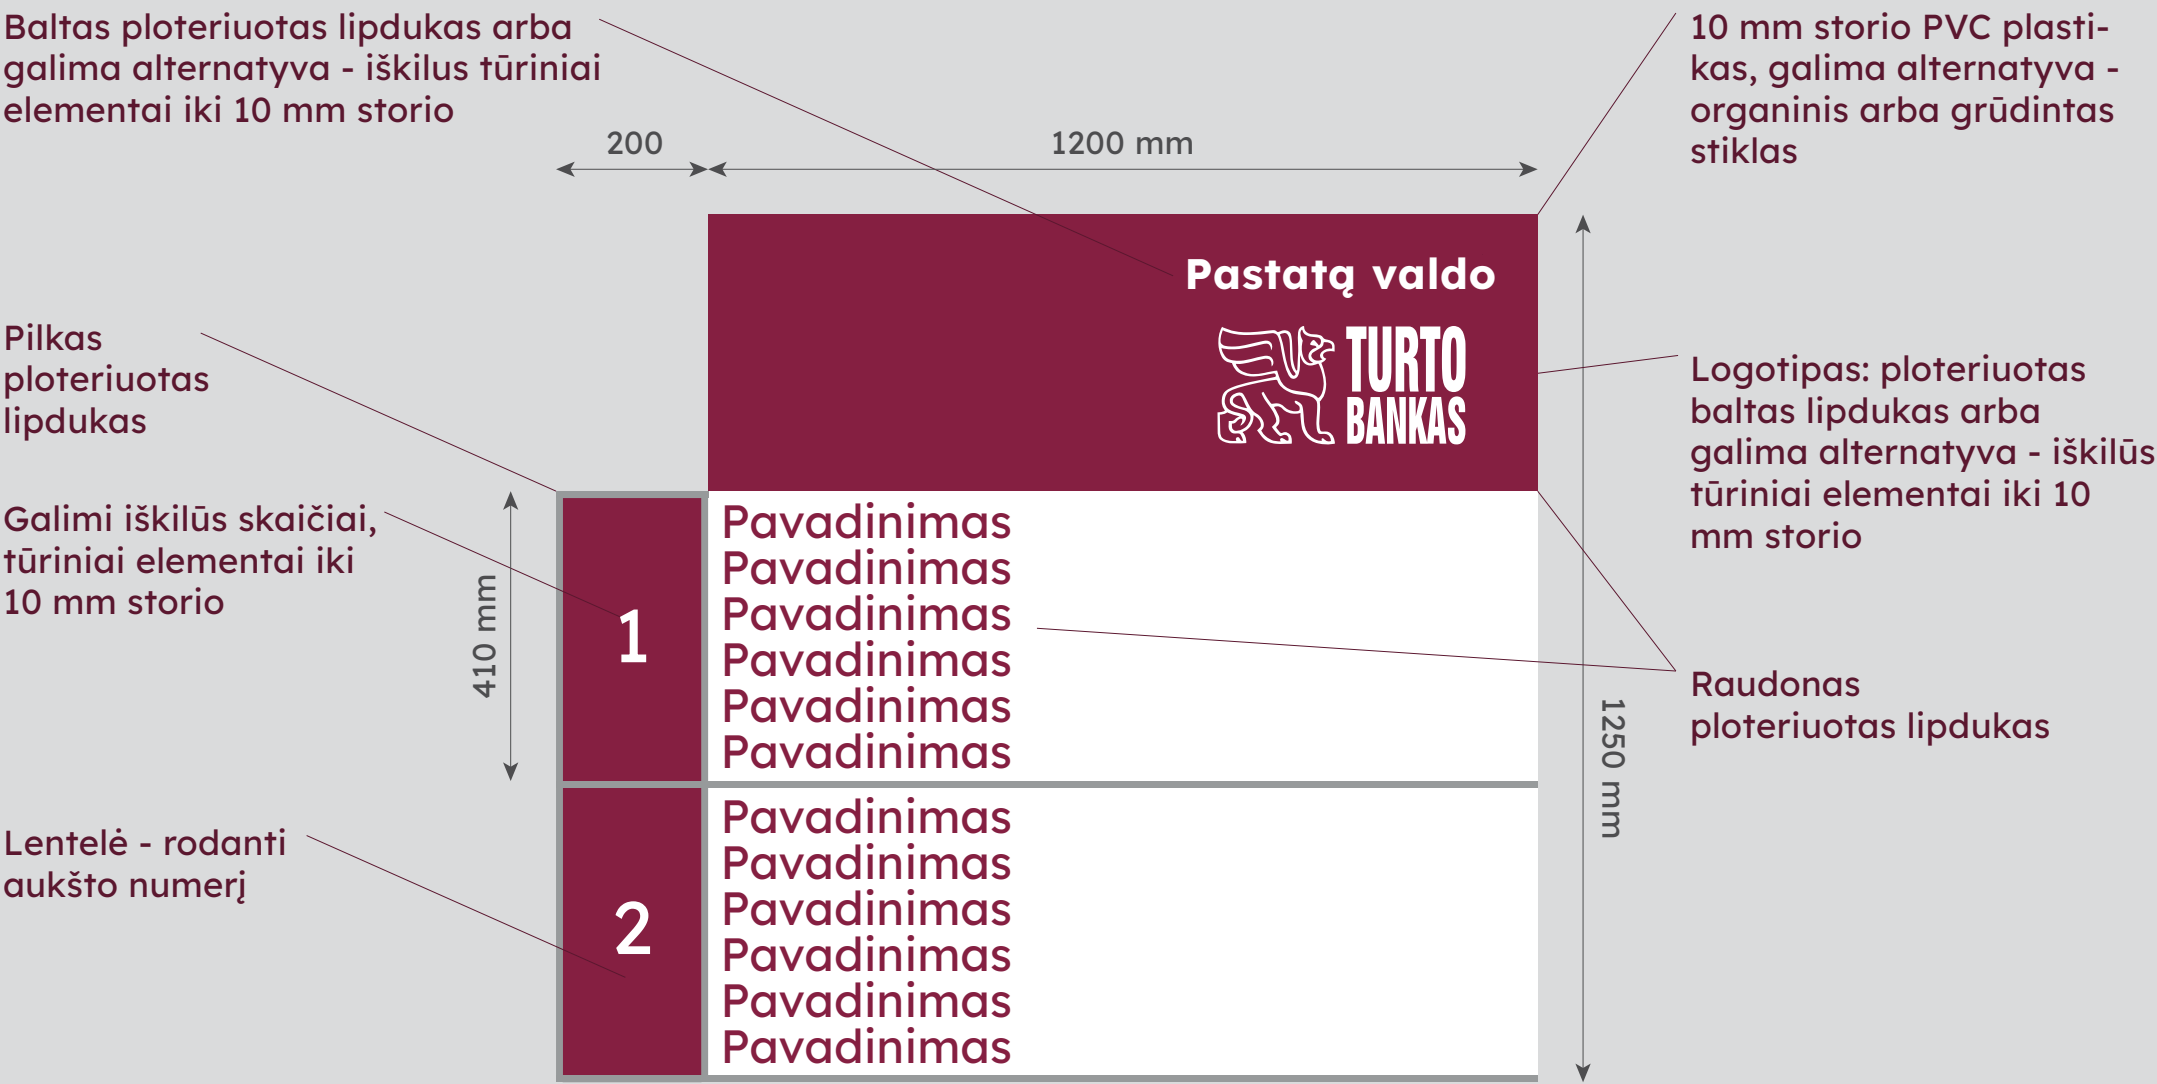 Baltas ploteriuotas lipdukas arba
galima alternatyva - iškilus tūriniai
elementai iki 10 mm storio
200
1200 mm
10 mm storio PVC plasti-
kas, galima alternatyva -
organinis arba grūdintas
stiklas
Pastatą valdo
TURTO
BANKAS
Pilkas
ploteriuotas
lipdukas
Logotipas: ploteriuotas
baltas lipdukas arba
galima alternatyva - iškilūs
tūriniai elementai iki 10
mm storio
Galimi iškilūs skaičiai,
tūriniai elementai iki
10 mm storio
410 mm
1
Pavadinimas
Pavadinimas
Pavadinimas
Pavadinimas
Pavadinimas
Pavadinimas
Raudonas
ploteriuotas lipdukas
1250 mm
Lentelė - rodanti
aukšto numerį
2
Pavadinimas
Pavadinimas
Pavadinimas
Pavadinimas
Pavadinimas
Pavadinimas